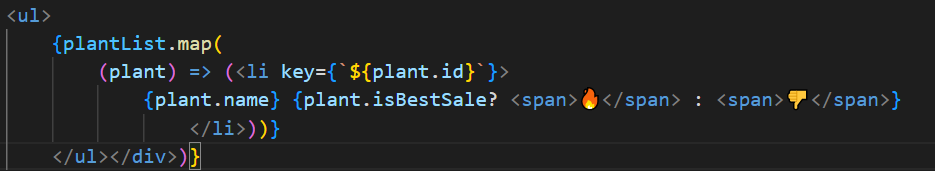 <ul>
{plantList.map(
(plant) => (<li key={`${plant.id}`}>
{plant.name} {plant.isBestSale? <span>🔥</span> : <span>👎</span>}
</li>))}
</ul></div>)}